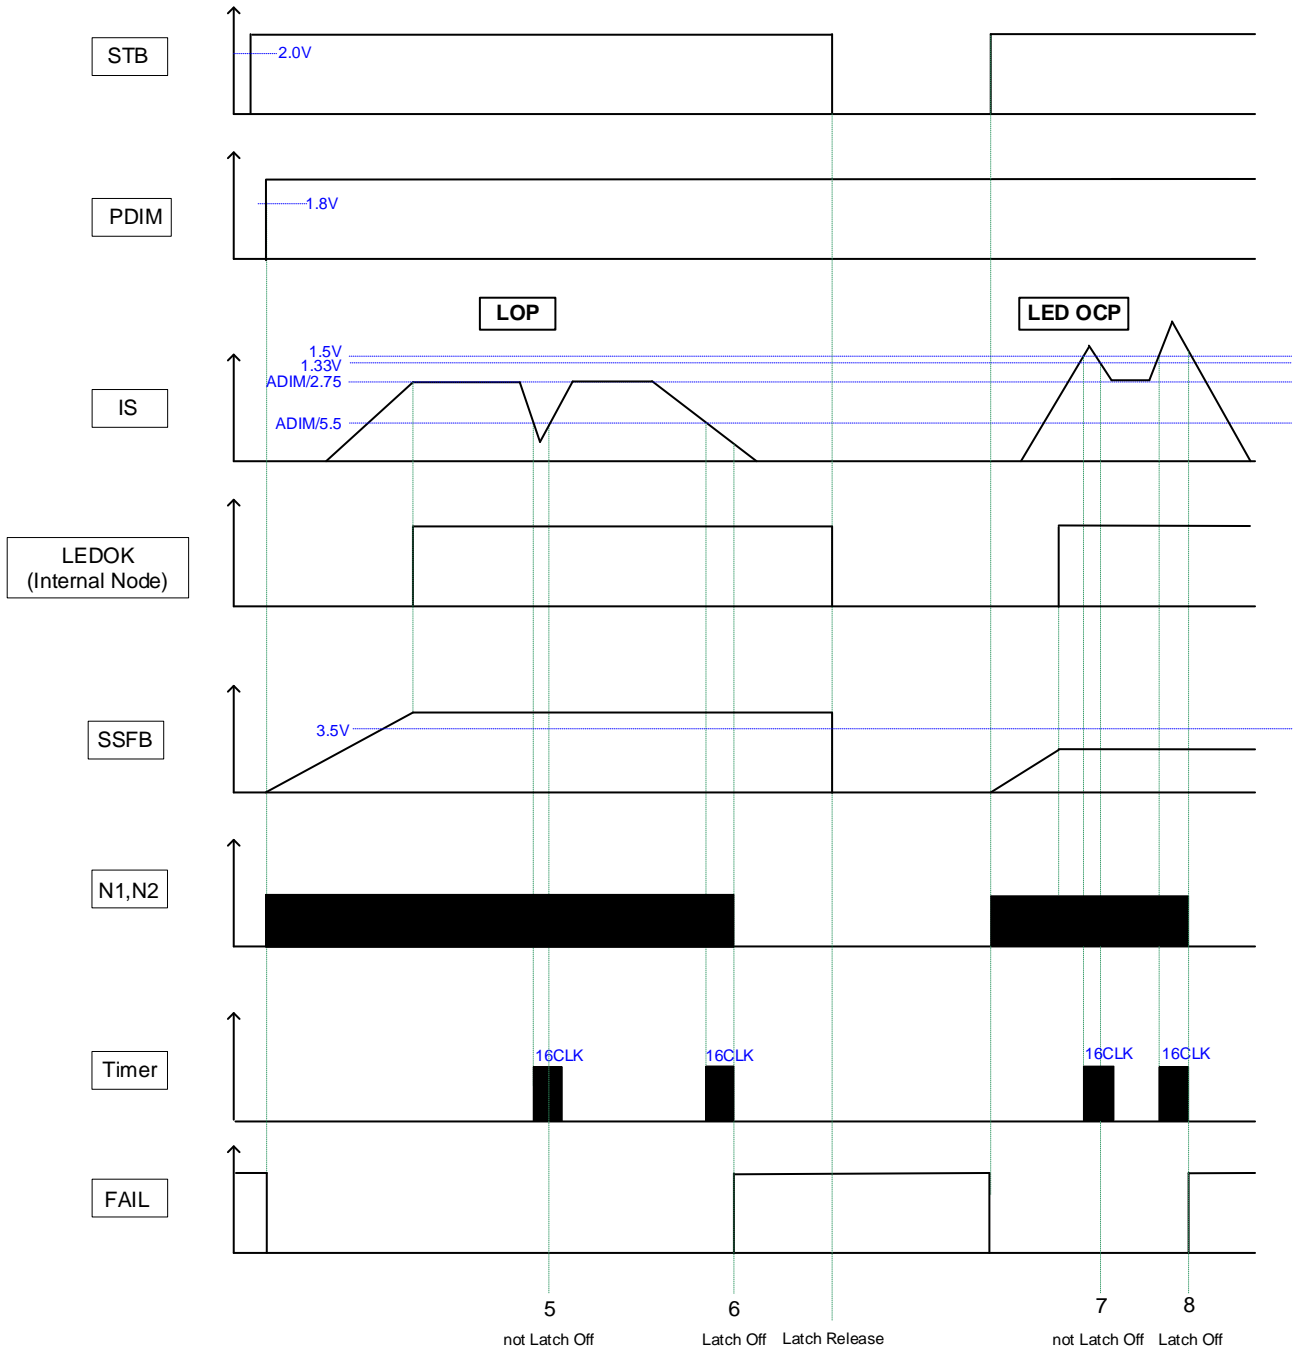 STB
2.0V
PDIM
1.8V
LOP
LED OCP
1.5V
1.33V
ADIM/2.75
IS
ADIM/5.5
LEDOK
(Internal Node)
SSFB
3.5V
N1,N2
Timer
16CLK 16CLK 16CLK 16CLK
FAIL
5 6 7 8
not Latch Off Latch Off Latch Release not Latch Off Latch Off